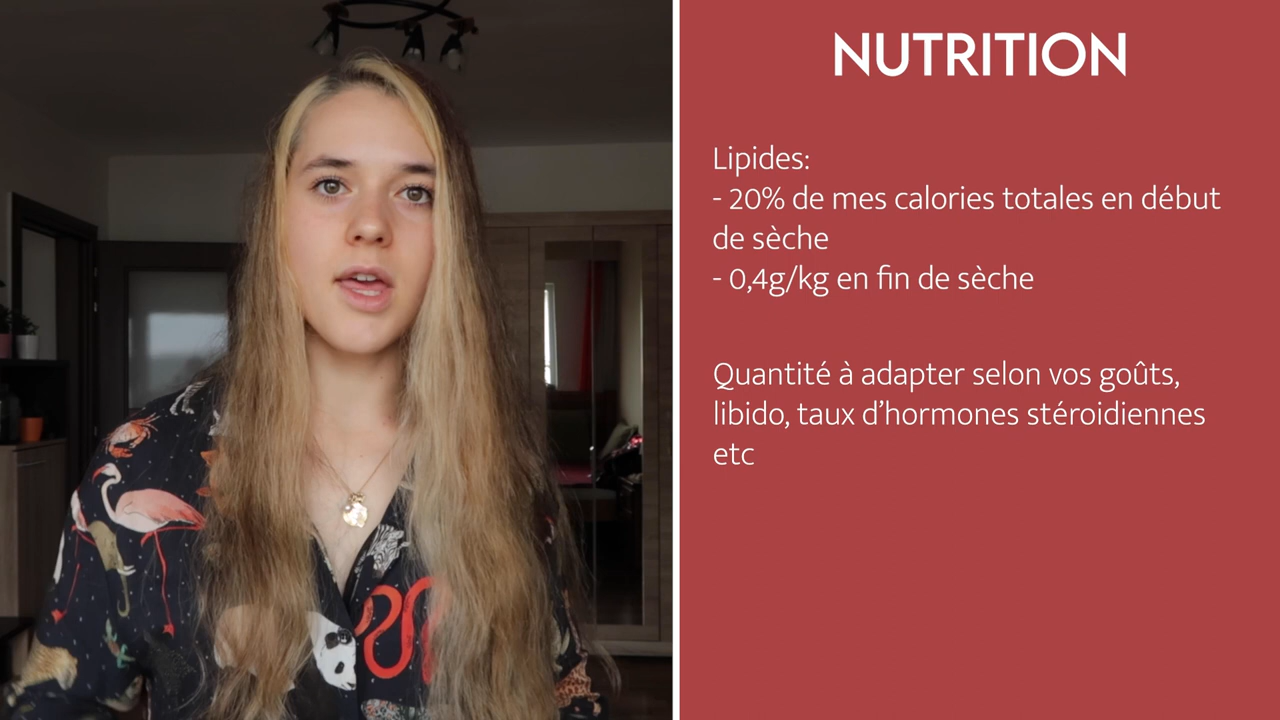 NUTRITION
Lipides:
- 20% de mes calories totales en début
de sèche
- 0,4g/kg en fin de sèche
Quantité à adapter selon vos goûts,
libido, taux d'hormones stéroidiennes
etc